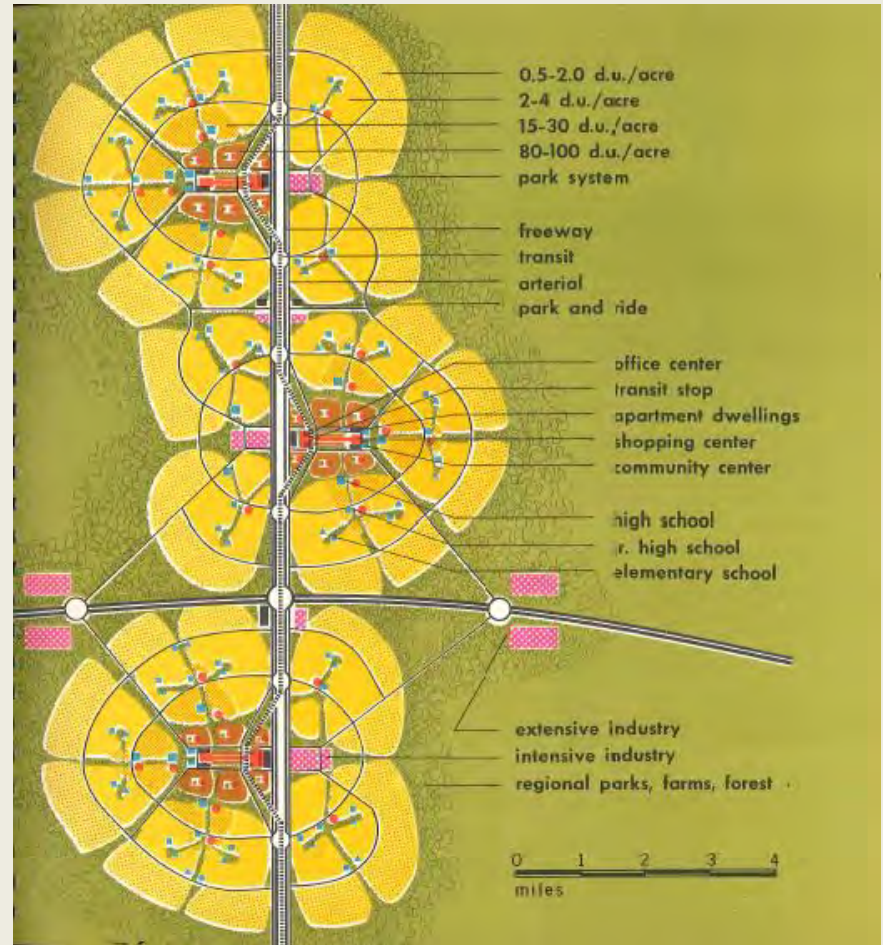 0.5-2.0 d.u./acre
2-4 d.u./acre
15-30 d.u./acre
80-100 d.u./acre
park system
freeway
transit
arterial
park and ride
office center
transit stop
apartment dwellings
shopping center
community center
high school
r. high school
elementary school
extensive industry
intensive industry
regional parks, farms, forest
0 1 2 3 4
miles